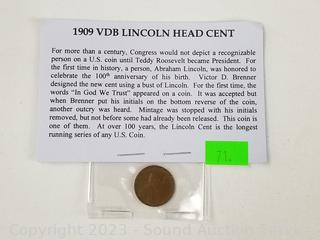 1909 VDB LINCOLN HEAD CENT
For more than a century, Congress would not depict a recognizable
person on a U.S. coin until Teddy Roosevelt became President. For
the first time in history, a person, Abraham Lincoln, was honored to
celebrate the 100th anniversary of his birth. Victor D. Brenner
designed the new cent using a bust of Lincoln. For the first time, the
words "In God We Trust" appeared on a coin. It was accepted but
when Brenner put his initials on the bottom reverse of the coin,
another outcry was heard. Mintage was stopped with his initials
removed, but not before some had already been released. This coin is
one of them. At over 100 years, the Lincoln Cent is the longest
running series of any U.S. Coin.
71.
© 2023 - Sound Auction Service